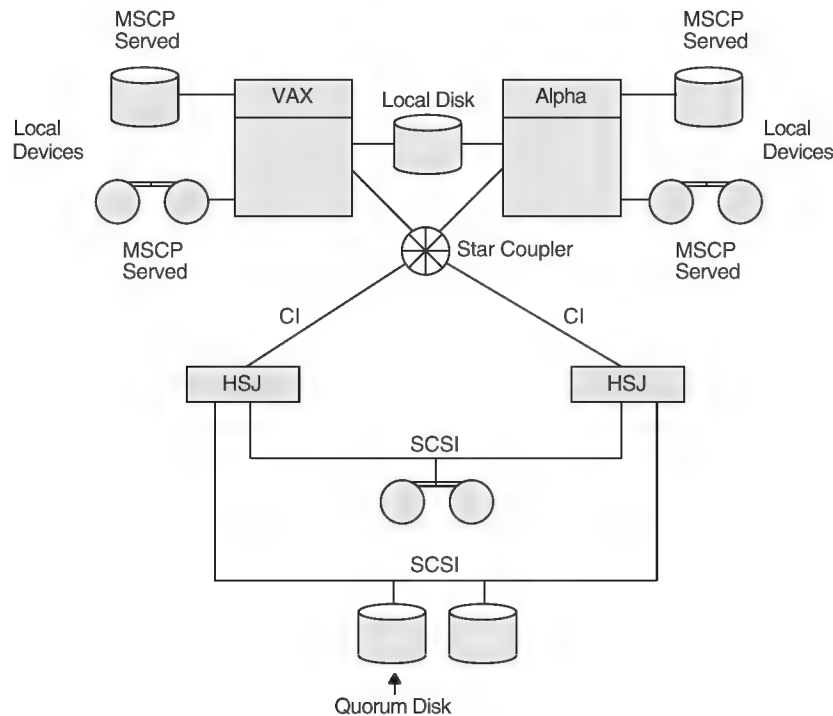 MSCP
Served
MSCP
Served
VAX
Local Disk
Alpha
Local
Devices
Local
Devices
MSCP
Served
MSCP
Served
Star Coupler
CI
CI
HSJ
HSJ
SCSI
SCSI
Quorum Disk